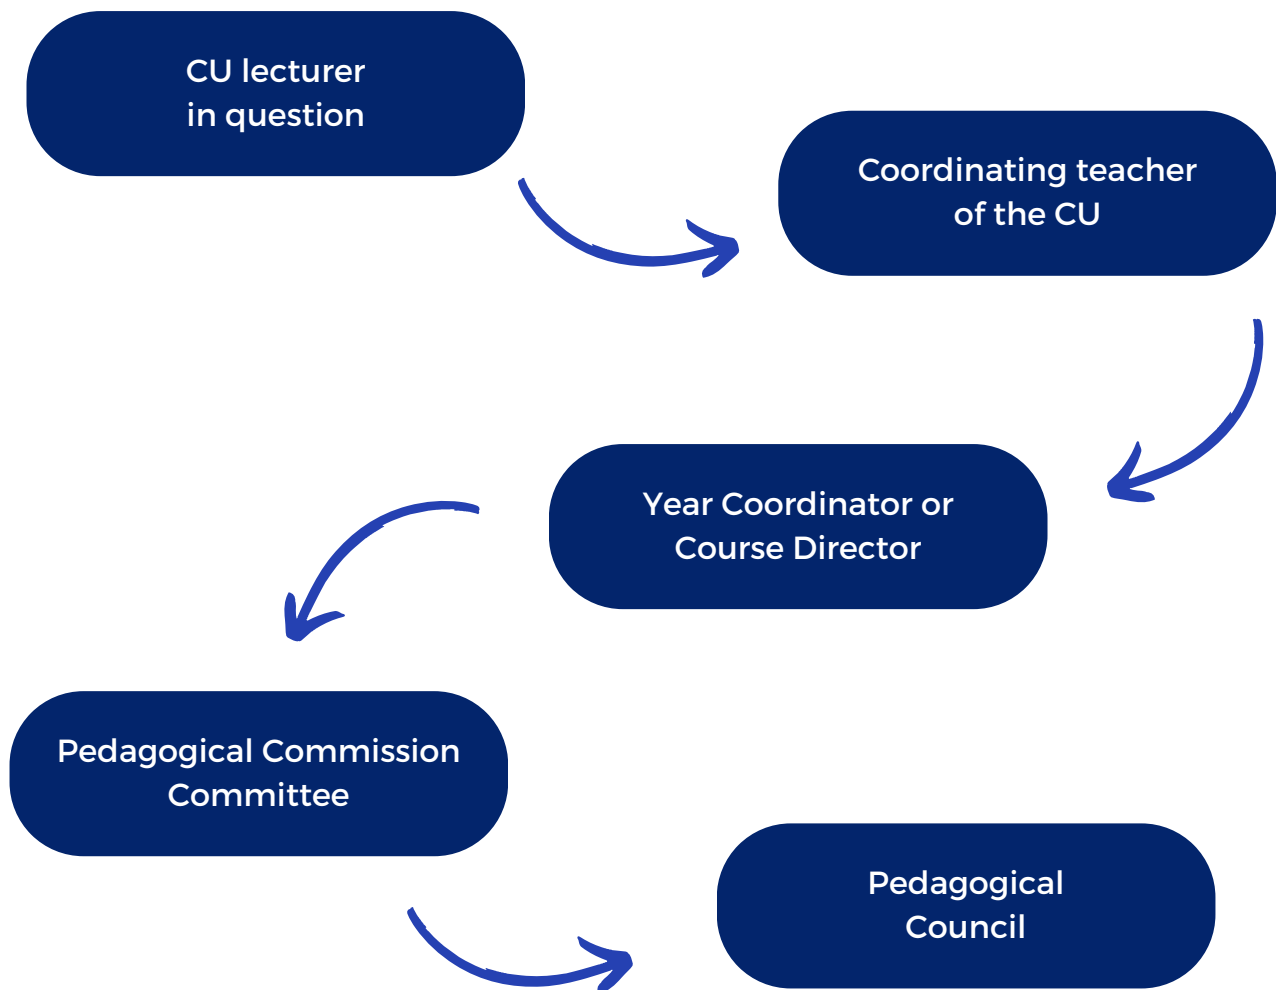 CU lecturer
in question
Coordinating teacher
of the CU
Year Coordinator or
Course Director
Pedagogical Commission
Committee
Pedagogical
Council